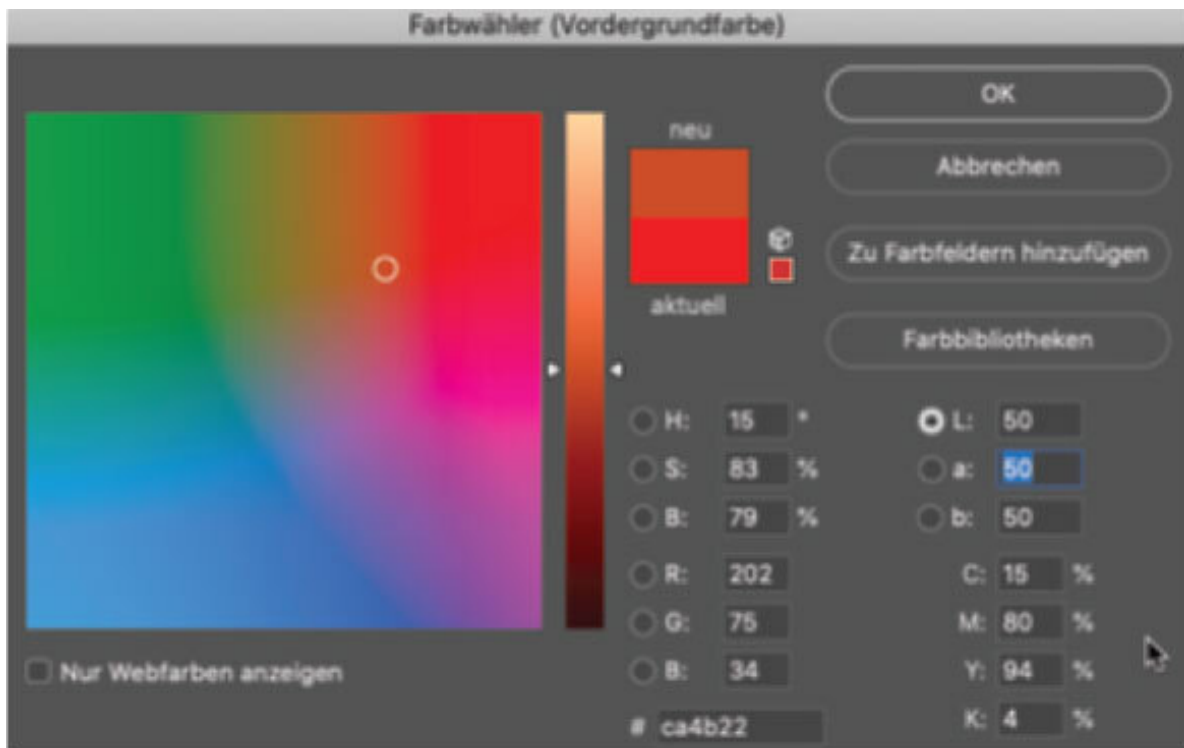 Farbwähler (Vordergrundfarbe)
neu
aktuell
OK
Abbrechen
Zu Farbfeldern hinzufügen
Farbbibliotheken
H: 15 °
S: 83 %
B: 79 %
R: 202
G: 75
B: 34
# ca4b22
L: 50
a: 50
b: 50
C: 15 %
M: 80 %
Y: 94 %
K: 4 %
Nur Webfarben anzeigen